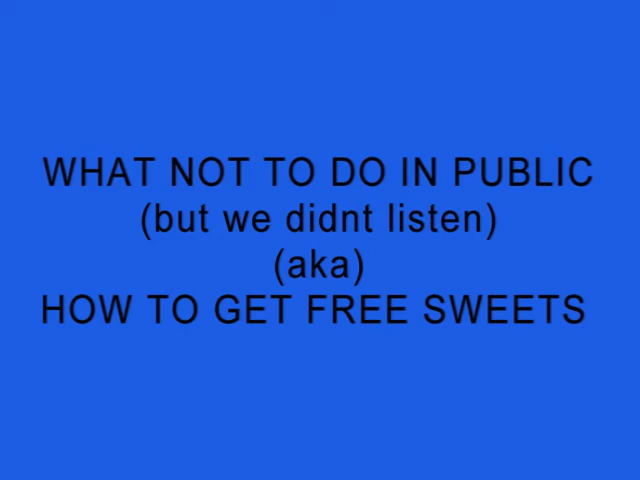 WHAT NOT TO DO IN PUBLIC
(but we didnt listen)
(aka)
HOW TO GET FREE SWEETS